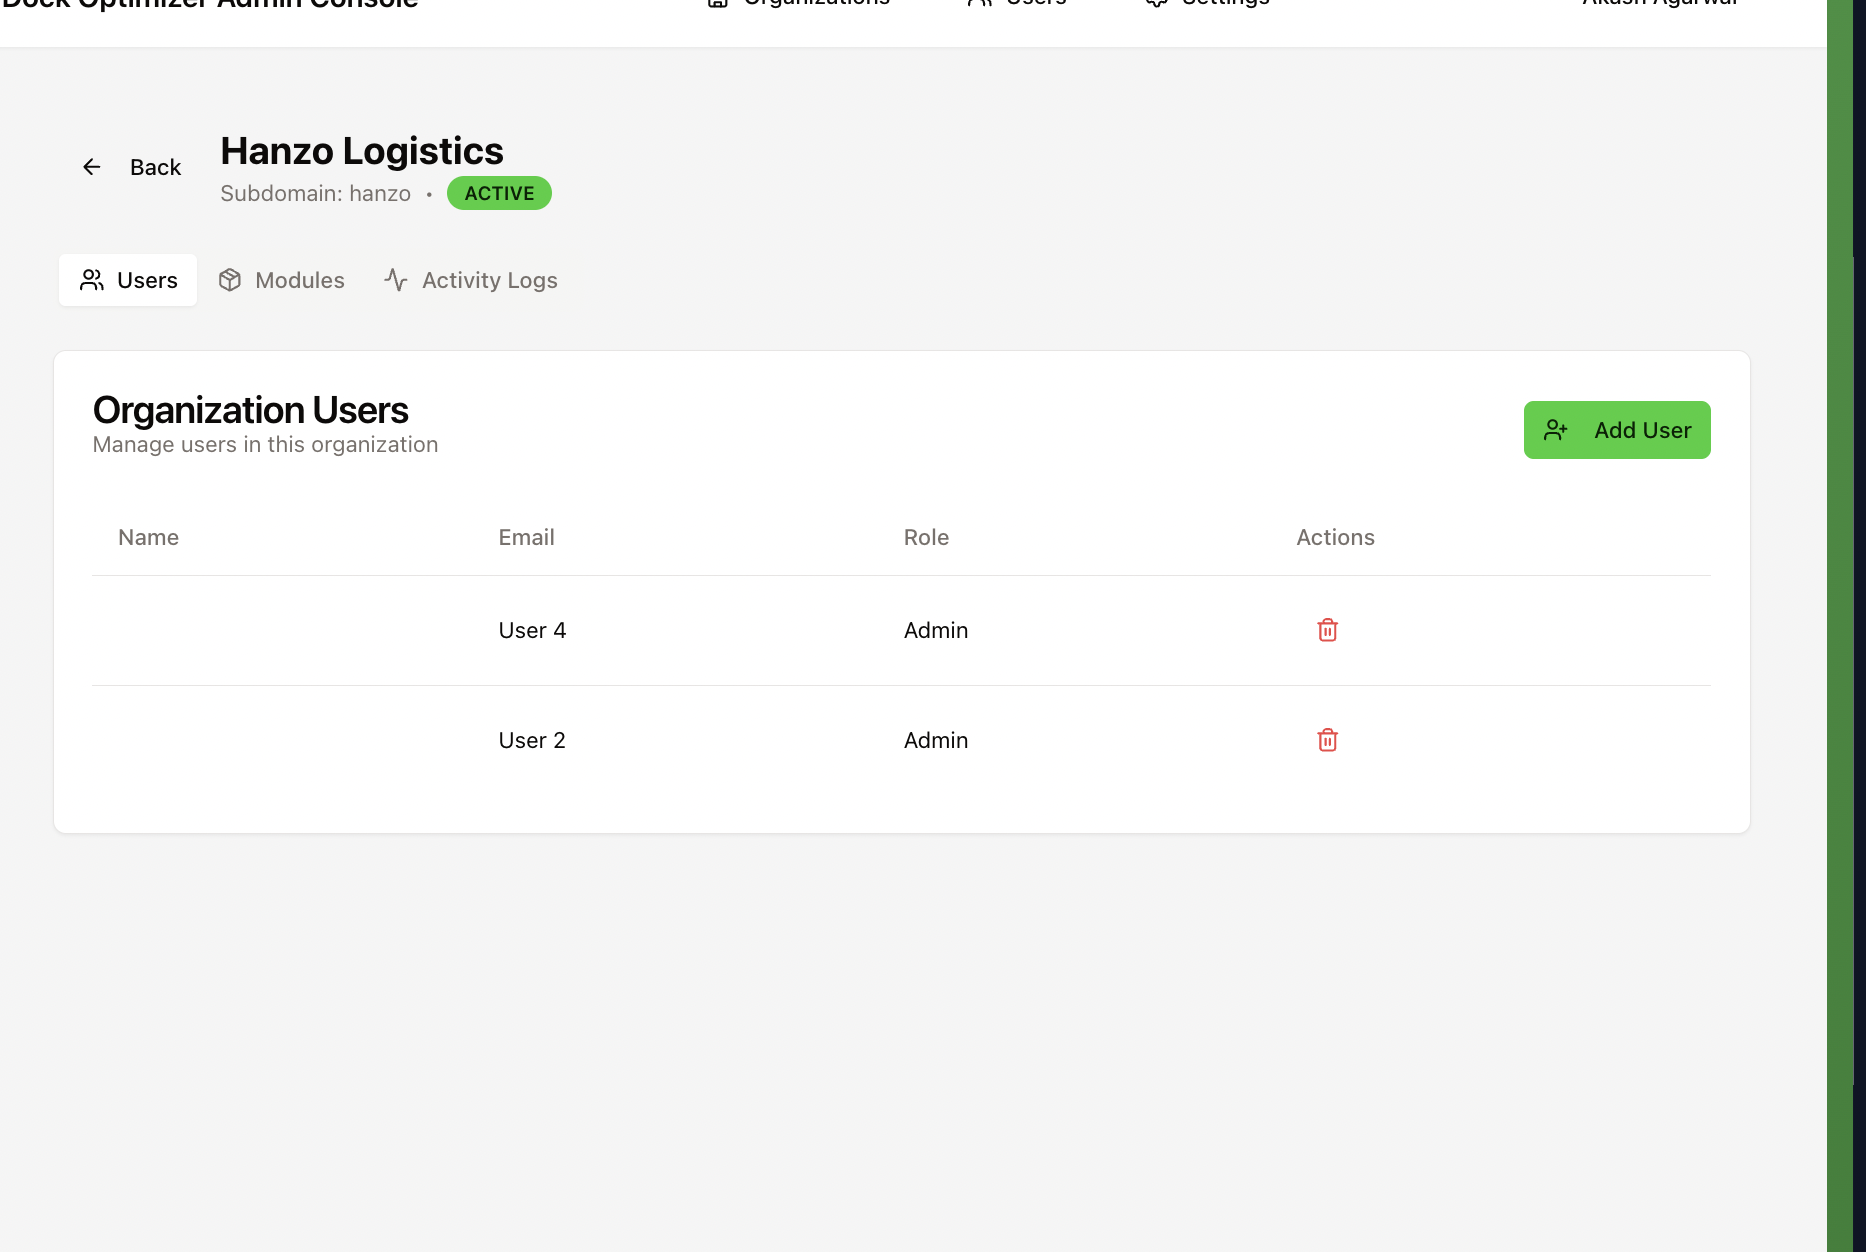 Dock Optimizer Admin Console
Organizations
Users
Settings
Akash Agarwal
Back
Hanzo Logistics
Subdomain: hanzo • ACTIVE
Users
Modules
Activity Logs
Organization Users
Manage users in this organization
Add User
Name Email Role Actions
User 4 Admin
User 2 Admin